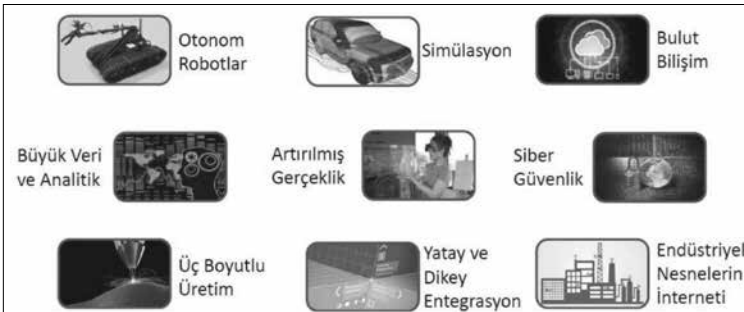 Otonom
Robotlar
Simülasyon
Bulut
Bilişim
Büyük Veri
ve Analitik
Artırılmış
Gerçeklik
Siber
Güvenlik
Üç Boyutlu
Üretim
Yatay ve
Dikey
Entegrasyon
Endüstriyel
Nesnelerin
İnterneti